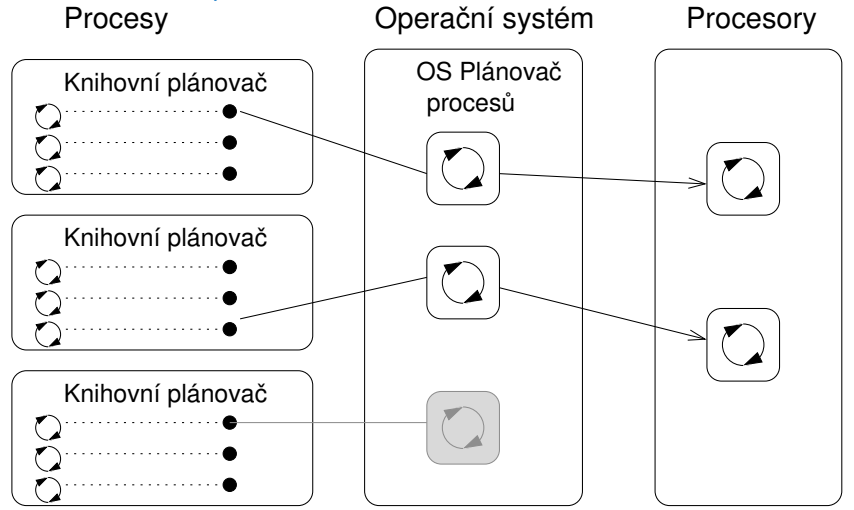 Procesy
Operační systém
Procesory
Knihovní plánovač
OS Plánovač
procesů
Knihovní plánovač
Knihovní plánovač